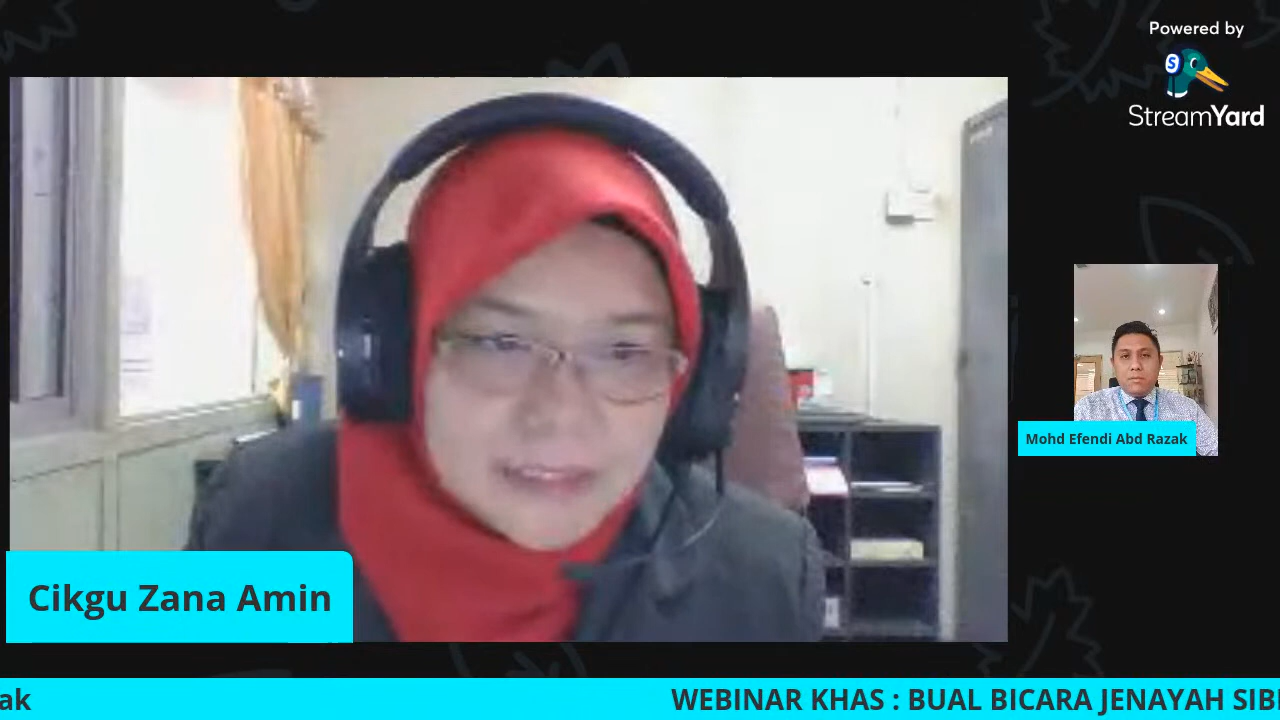 Powered by
S
StreamYard
Mohd Efendi Abd Razak
Cikgu Zana Amin
ak WEBINAR KHAS : BUAL BICARA JENAYAH SIB